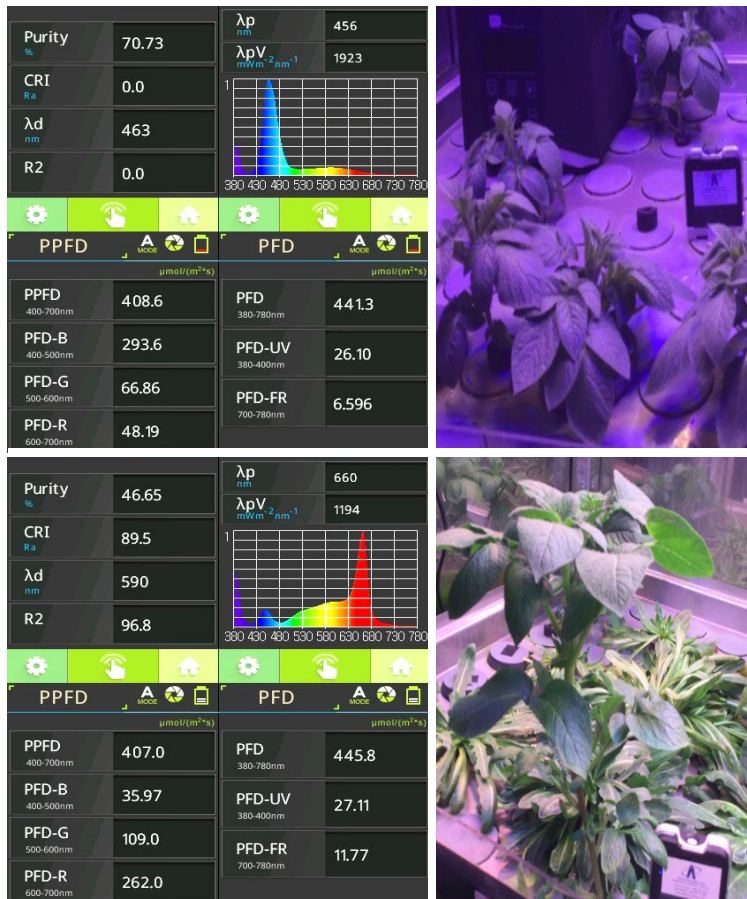 Purity
%
70.73
CRI
Ra
0.0
λd
nm
463
R2
0.0
λp
nm
456
λpV
mWm-2nm-1
1923
1
380 430 480 530 580 630 680 730 780
PPFD
A
MODE
μmol/(m²*s)
PPFD
400-700nm
408.6
PFD-B
400-500nm
293.6
PFD-G
500-600nm
66.86
PFD-R
600-700nm
48.19
PFD
A
MODE
μmol/(m²*s)
PFD
380-780nm
441.3
PFD-UV
380-400nm
26.10
PFD-FR
700-780nm
6.596
Purity
%
46.65
CRI
Ra
89.5
λd
nm
590
R2
96.8
λp
nm
660
λpV
mWm-2nm-1
1194
1
380 430 480 530 580 630 680 730 780
PPFD
A
MODE
μmol/(m²*s)
PPFD
400-700nm
407.0
PFD-B
400-500nm
35.97
PFD-G
500-600nm
109.0
PFD-R
600-700nm
262.0
PFD
A
MODE
μmol/(m²*s)
PFD
380-780nm
445.8
PFD-UV
380-400nm
27.11
PFD-FR
700-780nm
11.77